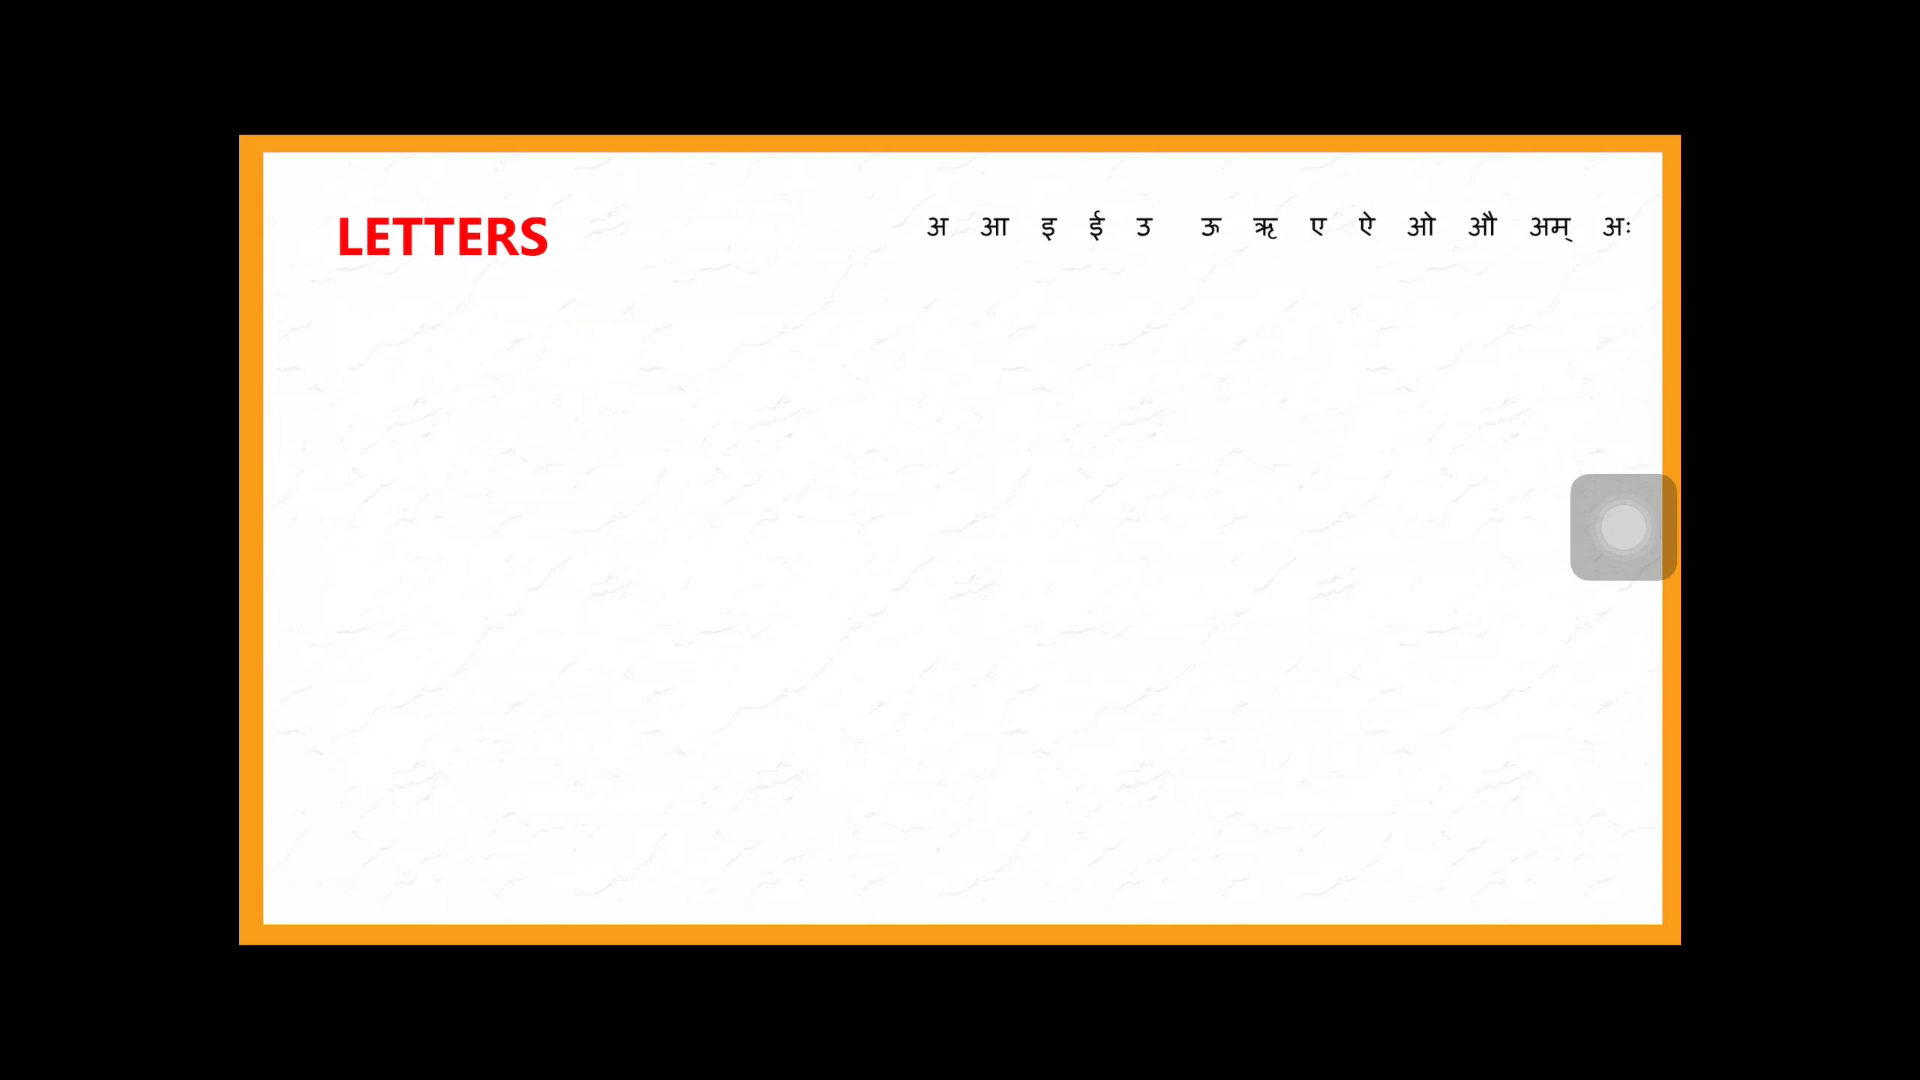 LETTERS
अ आ इ ई उ ऊ ऋ ए ऐ ओ औ अम् अः